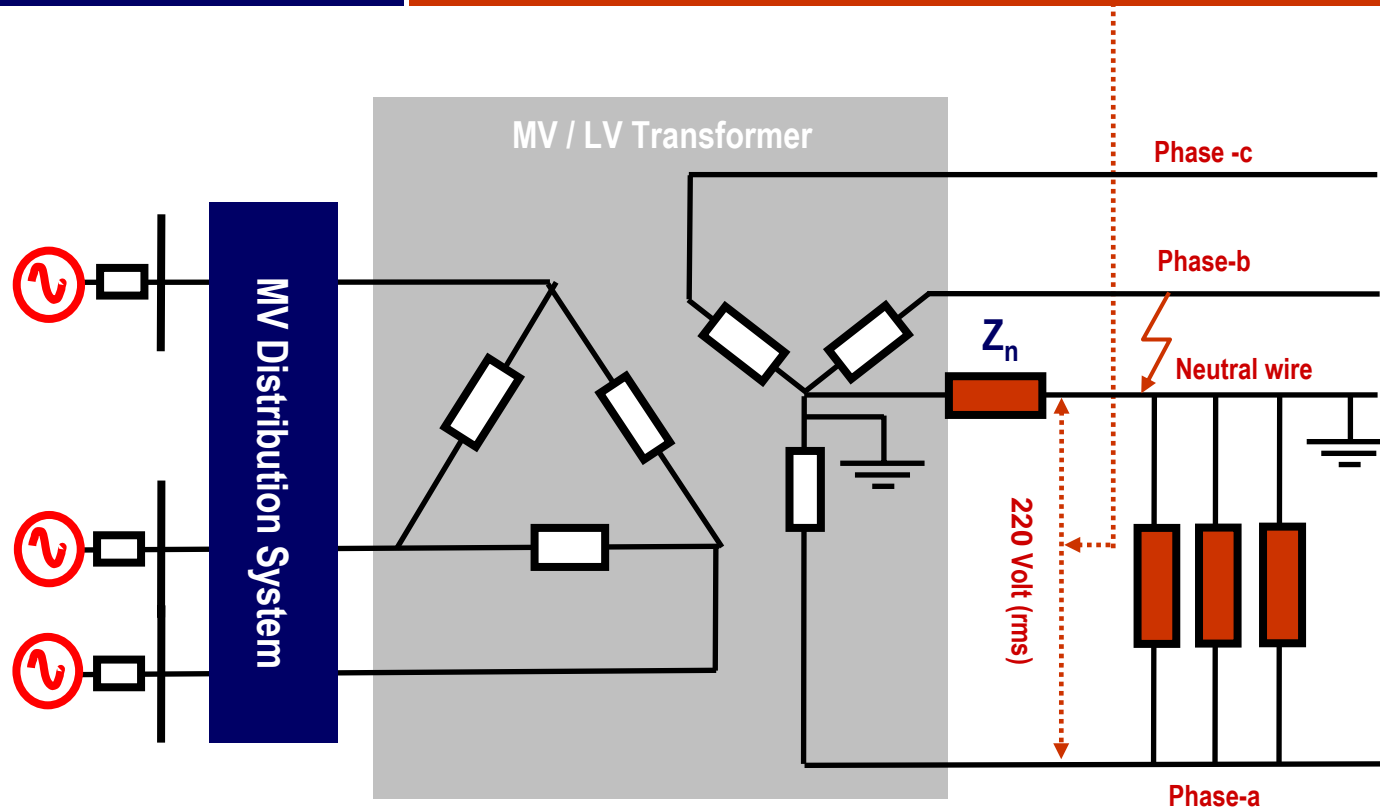 MV / LV Transformer
Phase -c
Phase-b
Zn
Neutral wire
MV Distribution System
220 Volt (rms)
Phase-a